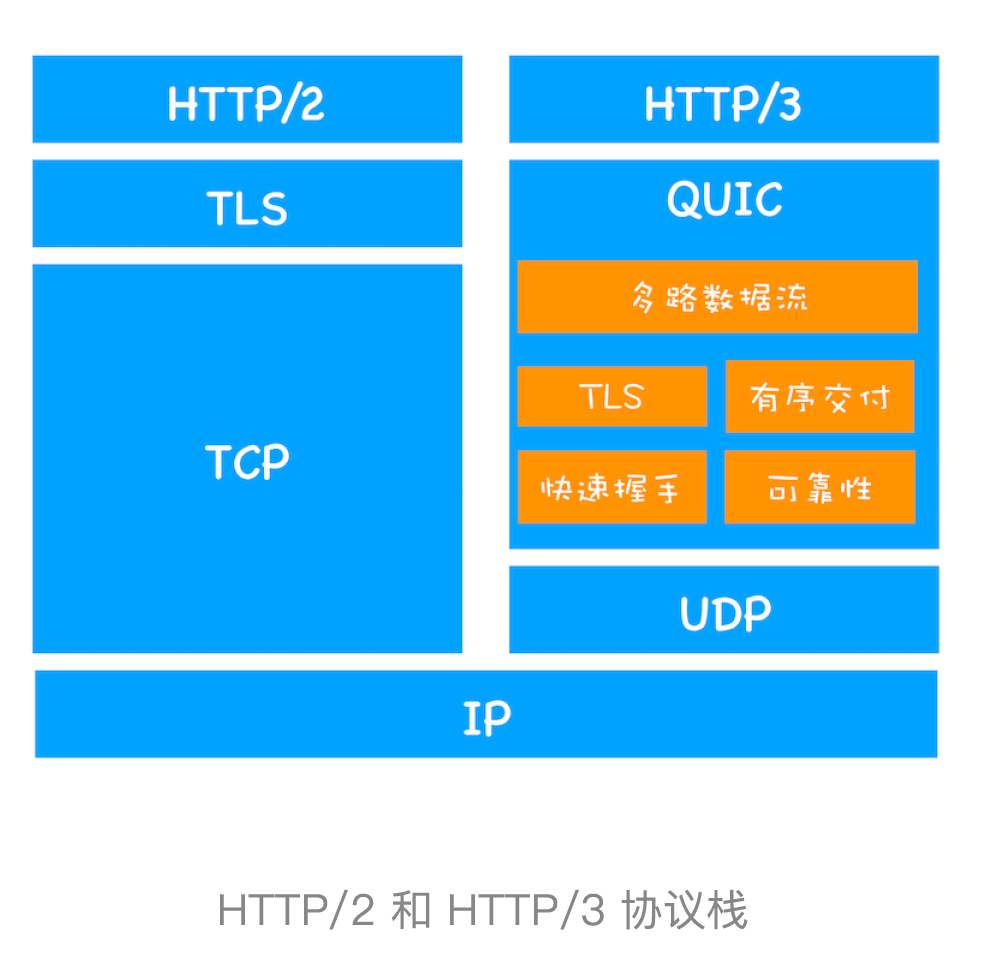 HTTP/2
HTTP/3
TLS
QUIC
多路数据流
TLS
有序交付
TCP
快速握手
可靠性
UDP
IP
HTTP/2 和 HTTP/3 协议栈